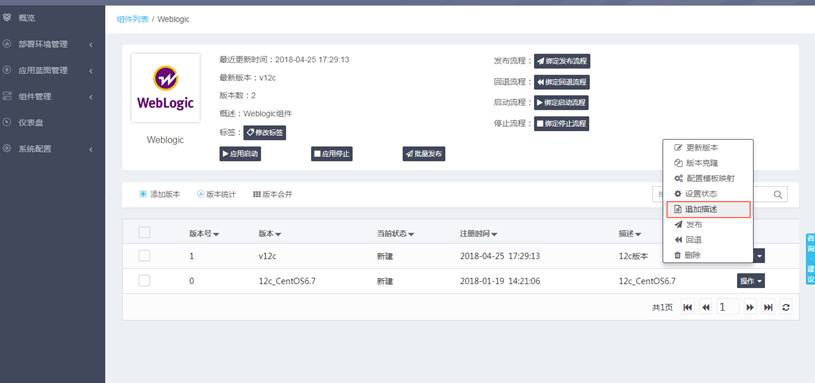 概览
部署环境管理
应用蓝图管理
组件管理
仪表盘
系统配置
组件列表 / Weblogic
WebLogic
Weblogic
最近更新时间：2018-04-25 17:29:13
最新版本：v12c
版本数：2
概述：Weblogic组件
标签： 修改标签
应用启动 应用停止 批量发布
发布流程： 绑定发布流程
回退流程： 绑定回退流程
启动流程： 绑定启动流程
停止流程： 绑定停止流程
添加版本 版本统计 版本合并
更新版本
版本克隆
配置模板映射
设置状态
追加描述
发布
回退
删除
版本号 版本 当前状态 注册时间 描述
1 v12c 新建 2018-04-25 17:29:13 12c版本
0 12c_CentOS6.7 新建 2018-01-19 14:21:06 12c_CentOS6.7 操作
共1页 1
咨询·建议